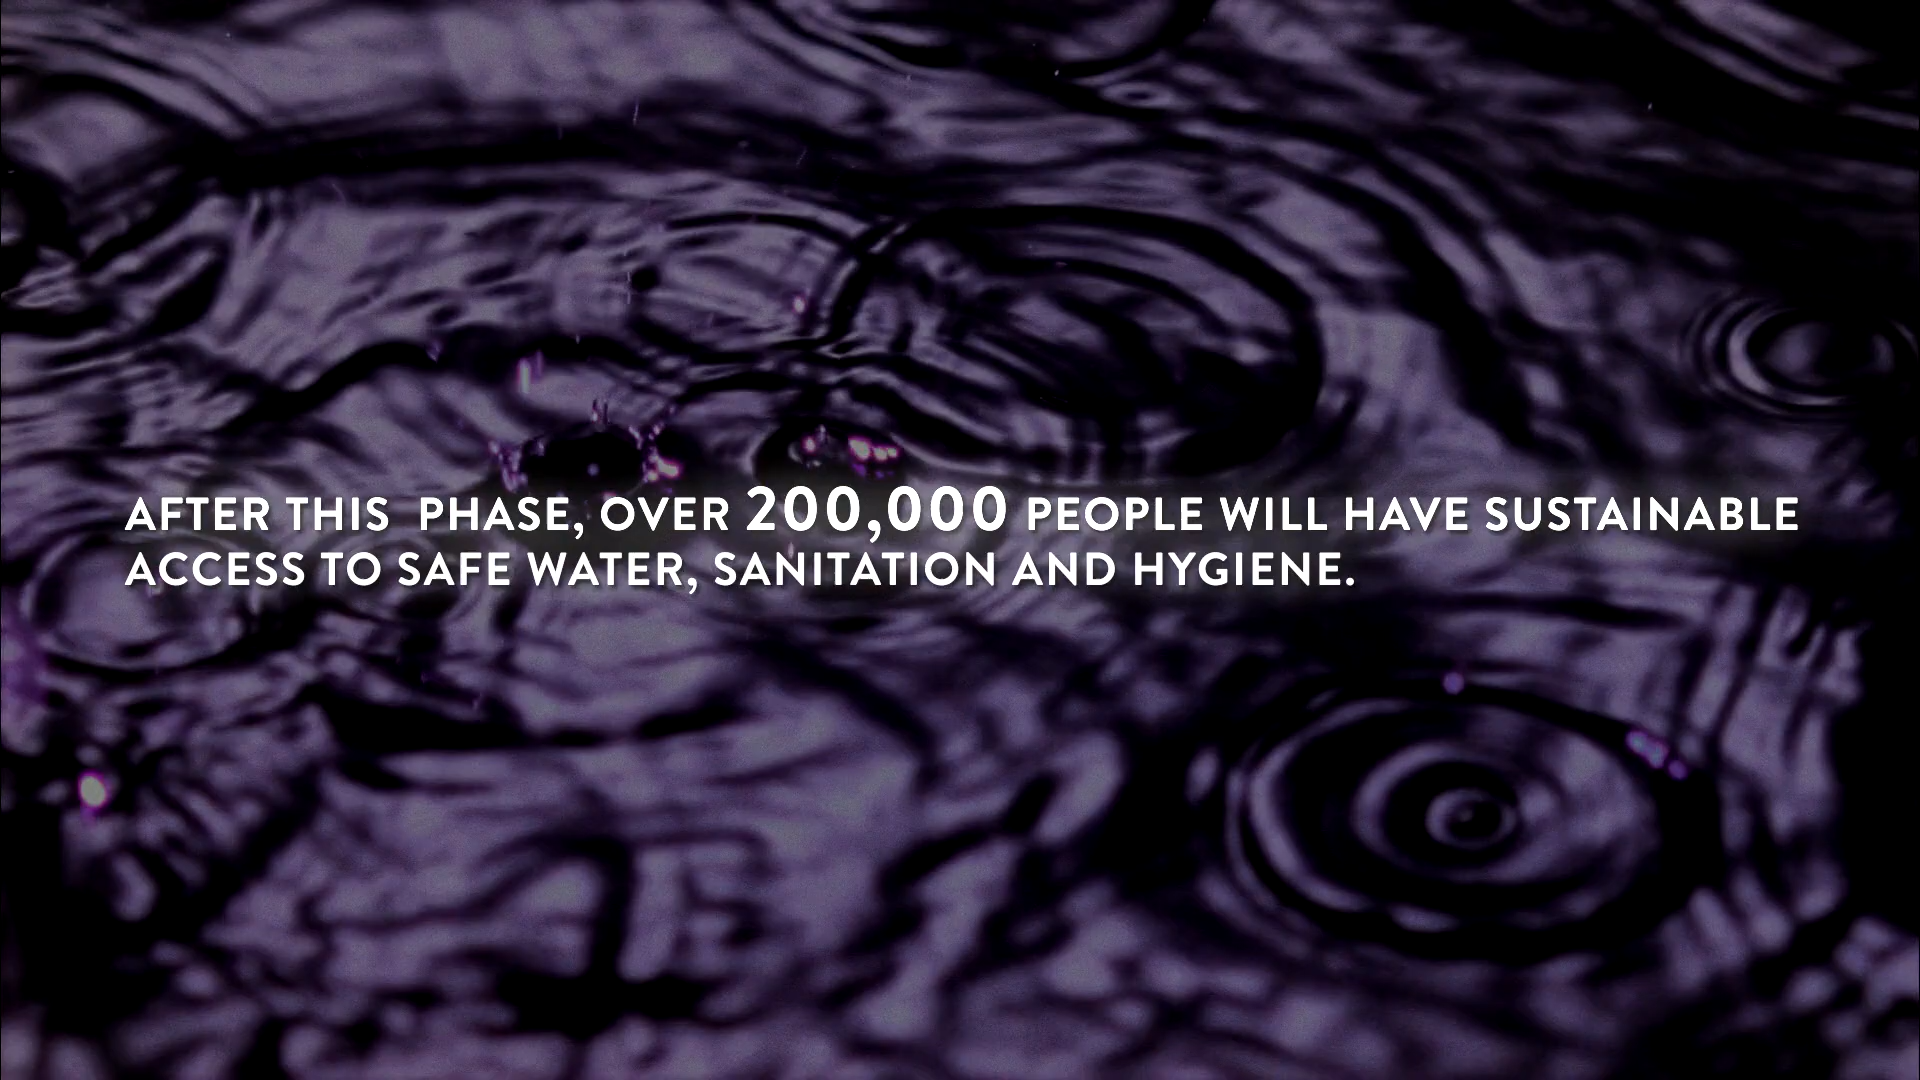 AFTER THIS  PHASE, OVER 200,000 PEOPLE WILL HAVE SUSTAINABLE
ACCESS TO SAFE WATER, SANITATION AND HYGIENE.